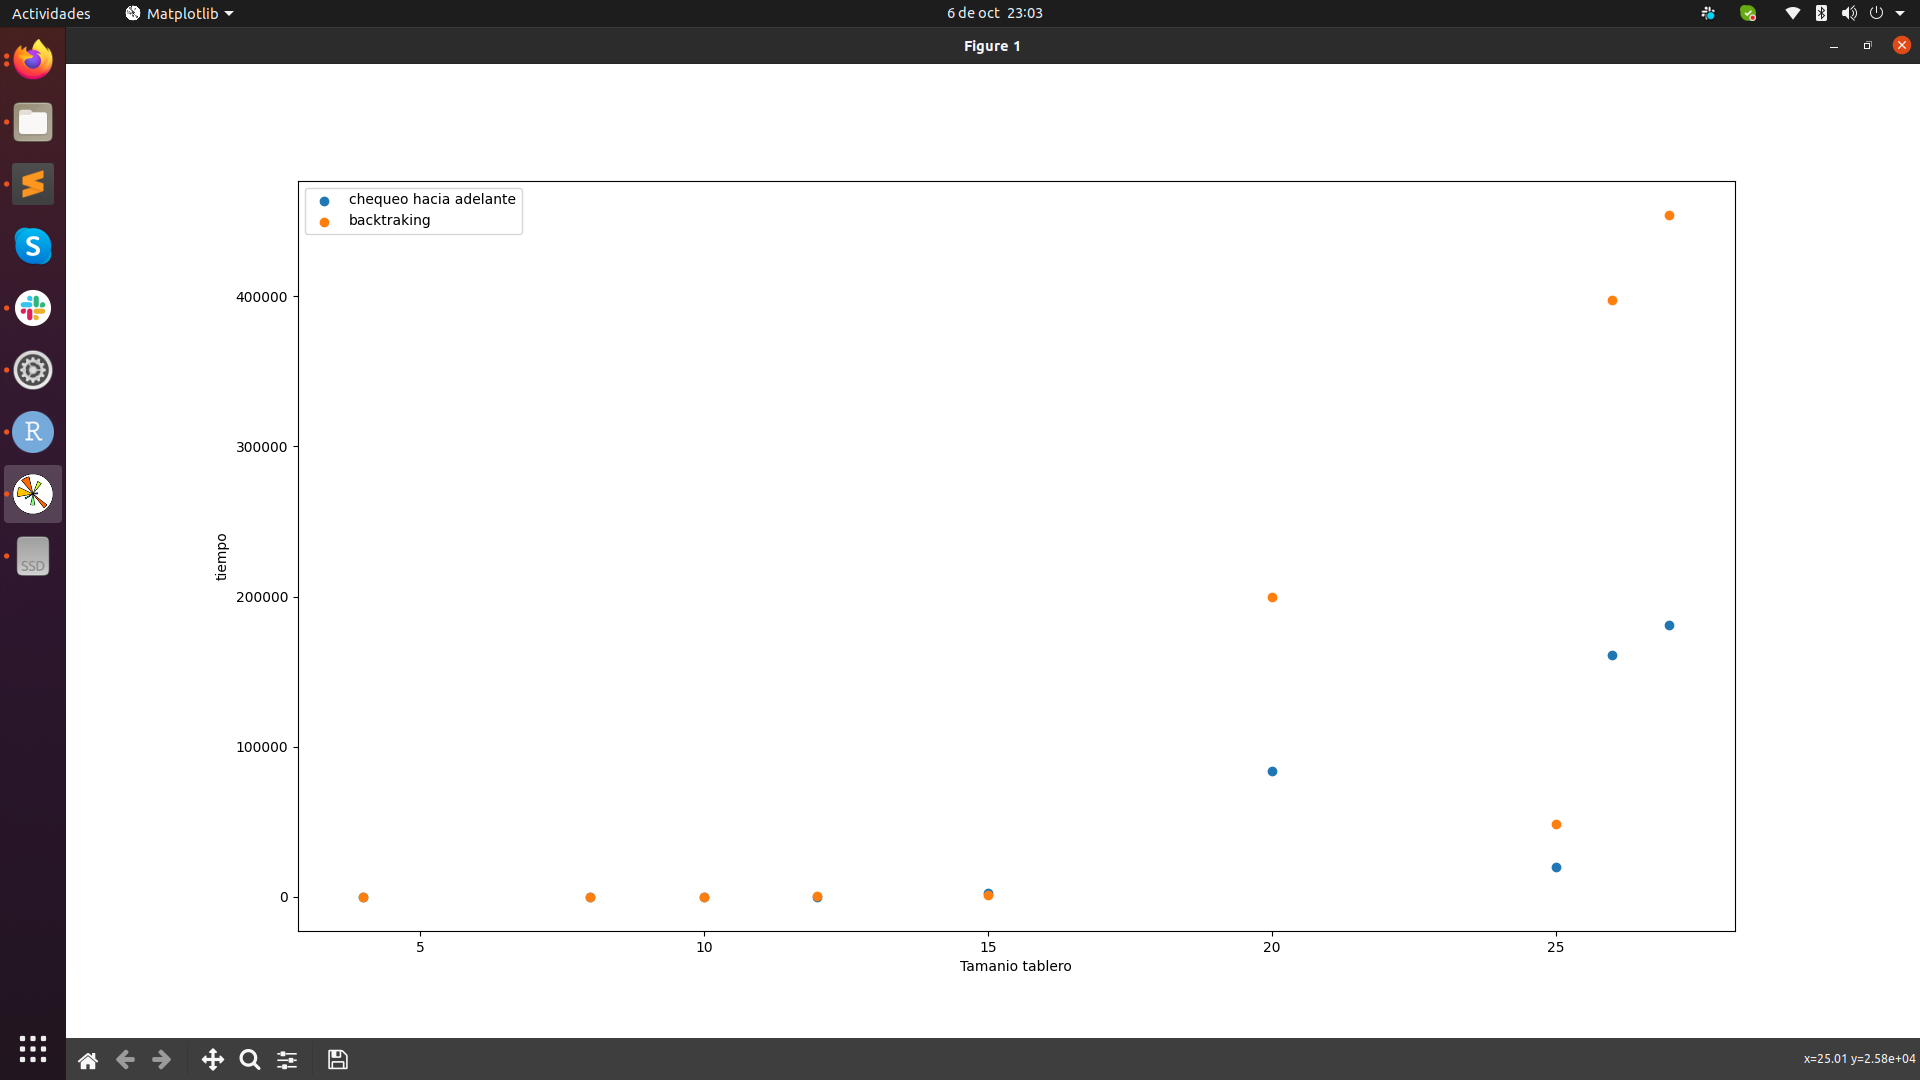 Actividades
Matplotlib
6 de oct 23:03
Figure 1
S
R
SSD
chequeo hacia adelante
backtraking
400000
300000
200000
100000
0
tiempo
5
10
15
20
25
Tamanio tablero
x=25.01 y=2.58e+04